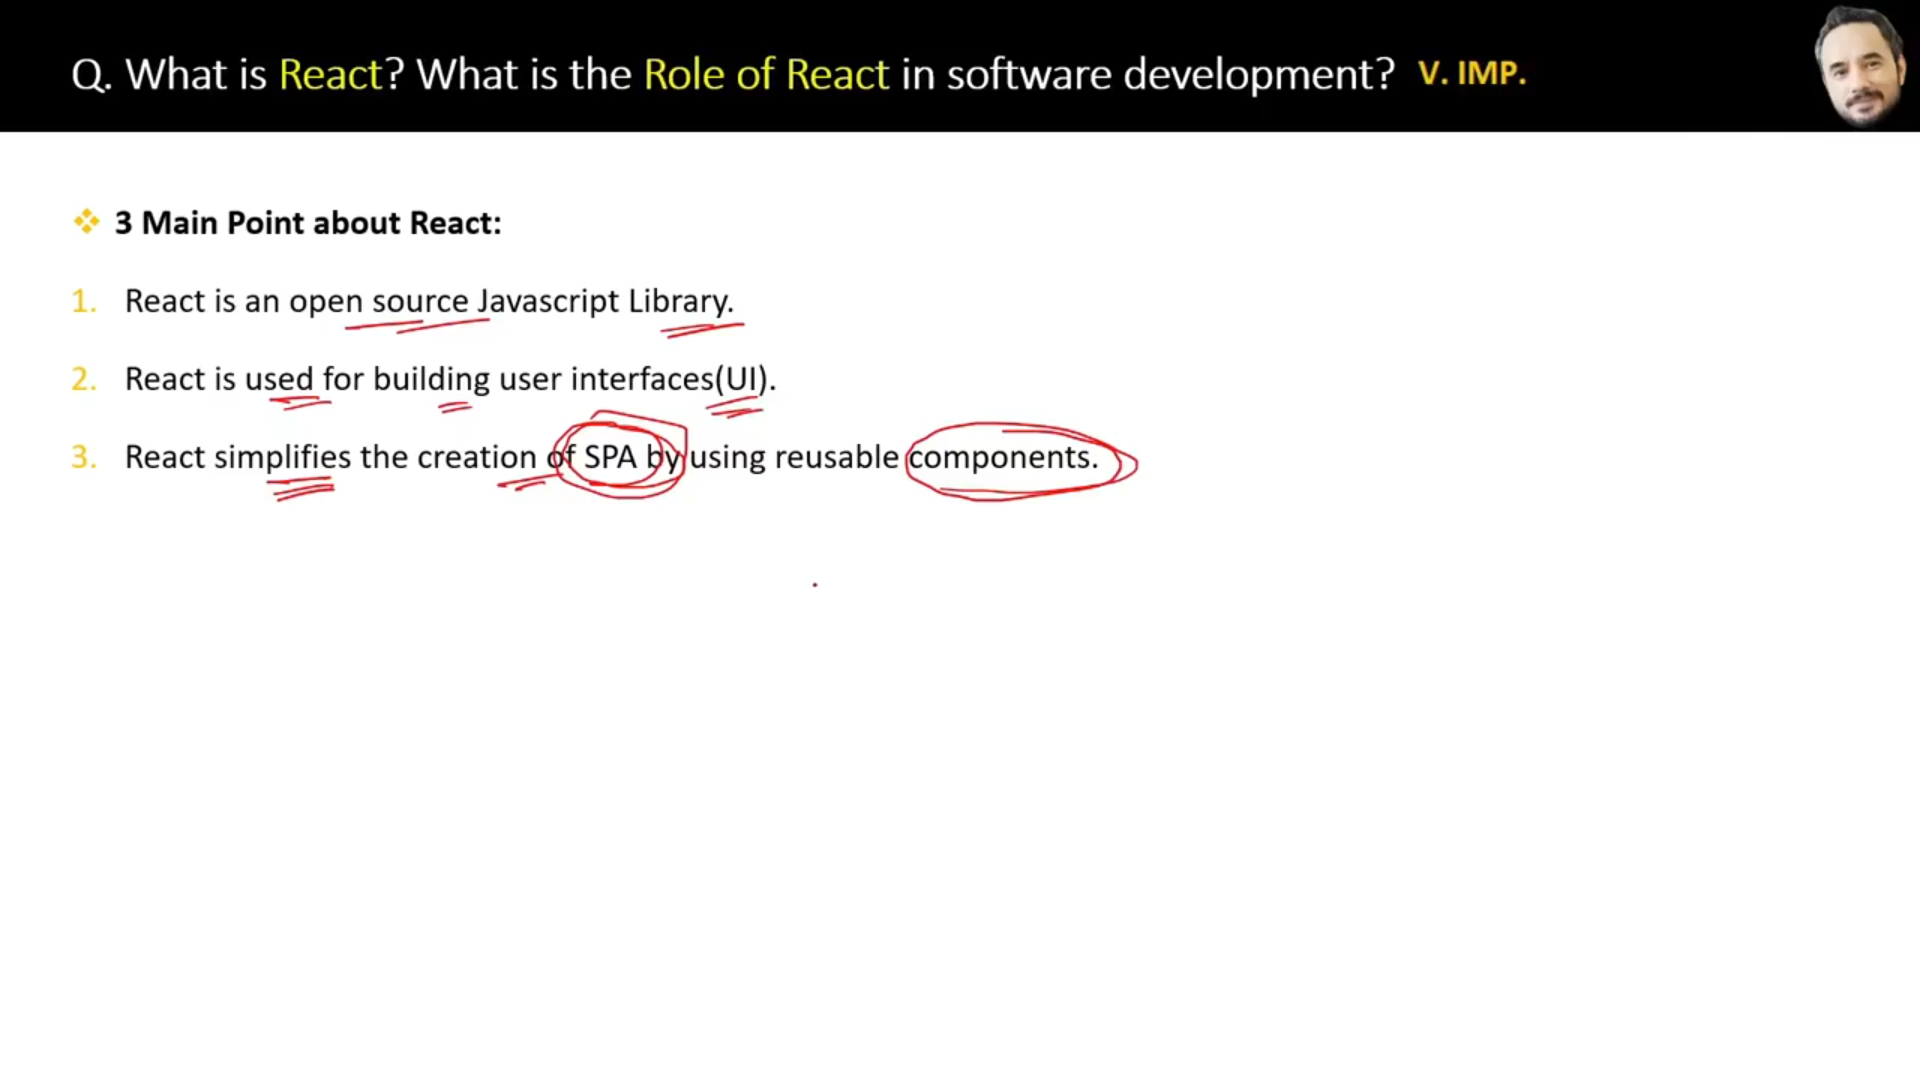 Q. What is React? What is the Role of React in software development? V. IMP.
❖ 3 Main Point about React:
1. React is an open source Javascript Library.
2. React is used for building user interfaces(UI).
3. React simplifies the creation of SPA by using reusable components.